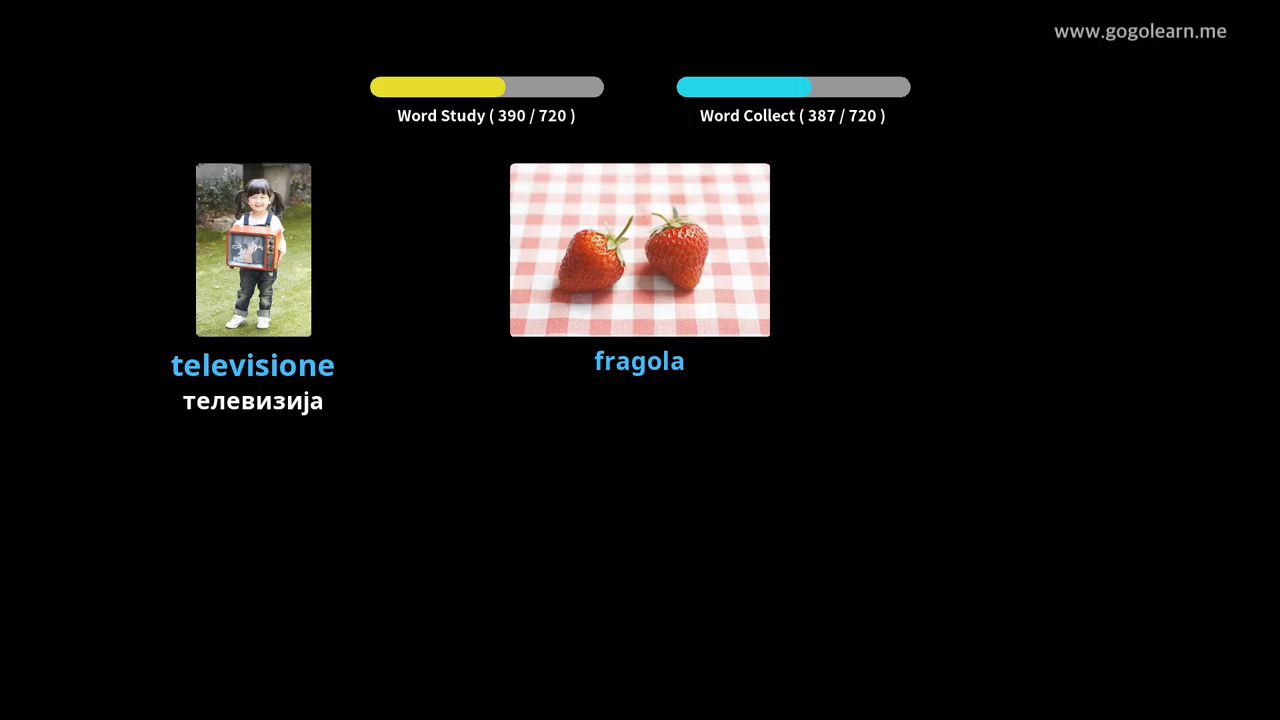 www.gogolearn.me
Word Study ( 390 / 720 )
Word Collect ( 387 / 720 )
televisione
телевизија
fragola